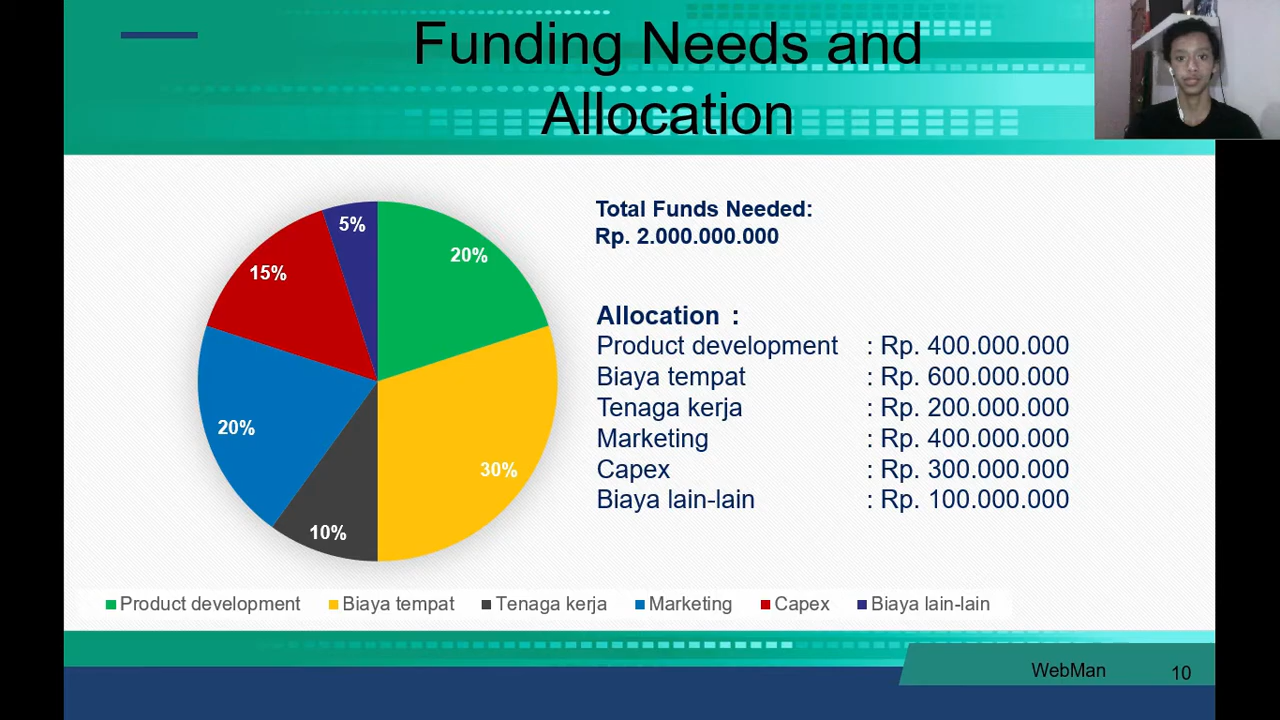 Funding Needs and
Allocation
5%
20%
15%
20%
30%
10%
Total Funds Needed:
Rp. 2.000.000.000
Allocation :
Product development : Rp. 400.000.000
Biaya tempat : Rp. 600.000.000
Tenaga kerja : Rp. 200.000.000
Marketing : Rp. 400.000.000
Capex : Rp. 300.000.000
Biaya lain-lain : Rp. 100.000.000
Product development Biaya tempat Tenaga kerja Marketing Capex Biaya lain-lain
WebMan 10